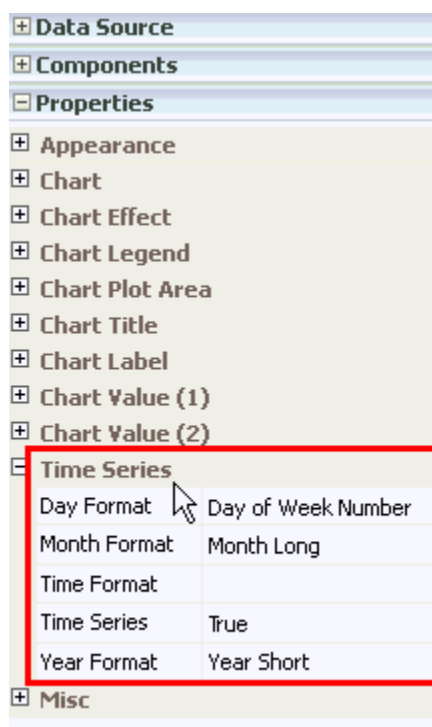 Data Source
Components
Properties
Appearance
Chart
Chart Effect
Chart Legend
Chart Plot Area
Chart Title
Chart Label
Chart Value (1)
Chart Value (2)
Time Series
Day Format Day of Week Number
Month Format Month Long
Time Format
Time Series True
Year Format Year Short
Misc